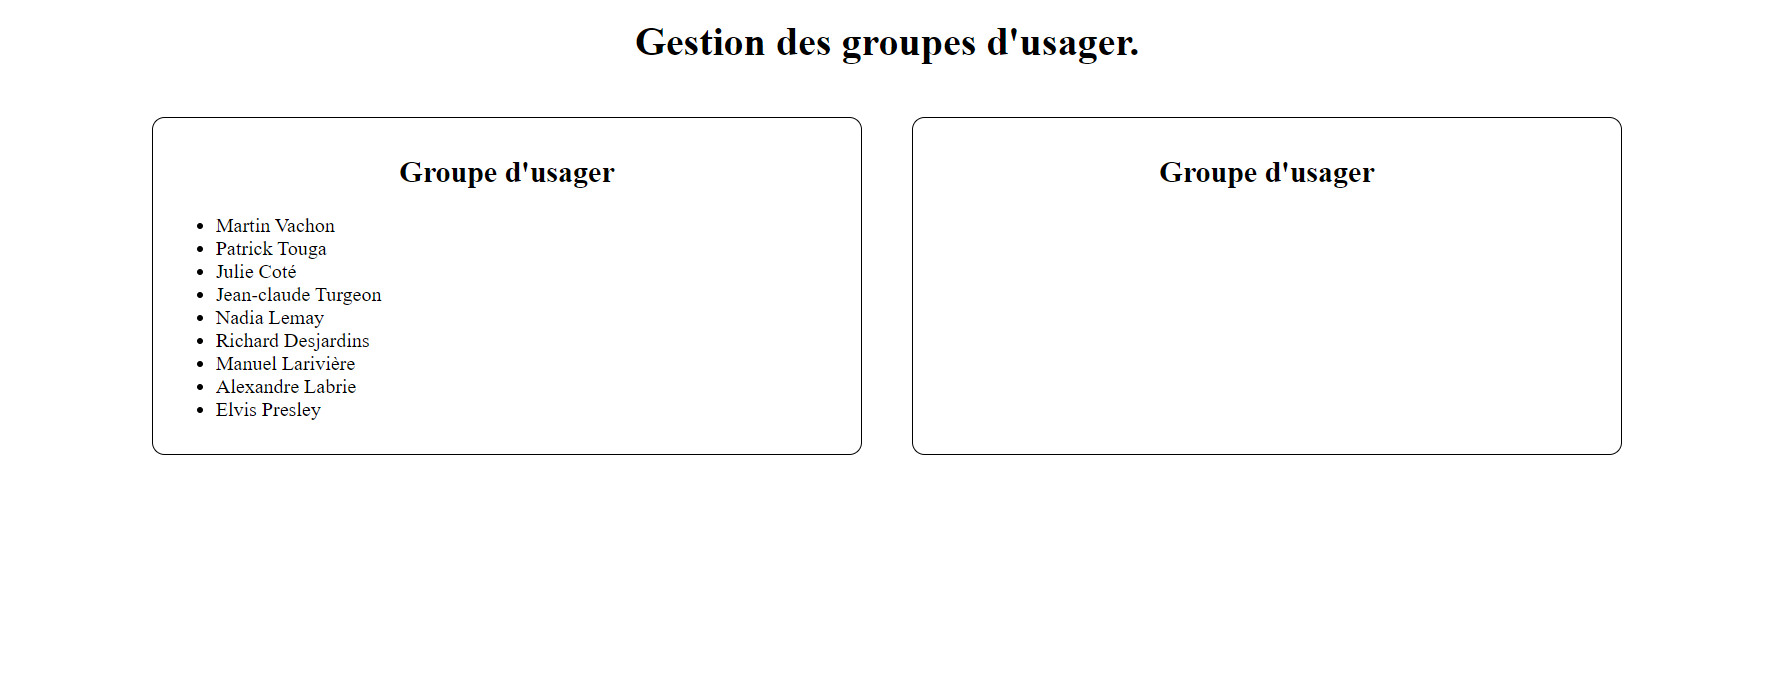 Gestion des groupes d'usager.
Groupe d'usager
Martin Vachon
Patrick Touga
Julie Coté
Jean-claude Turgeon
Nadia Lemay
Richard Desjardins
Manuel Larivière
Alexandre Labrie
Elvis Presley
Groupe d'usager